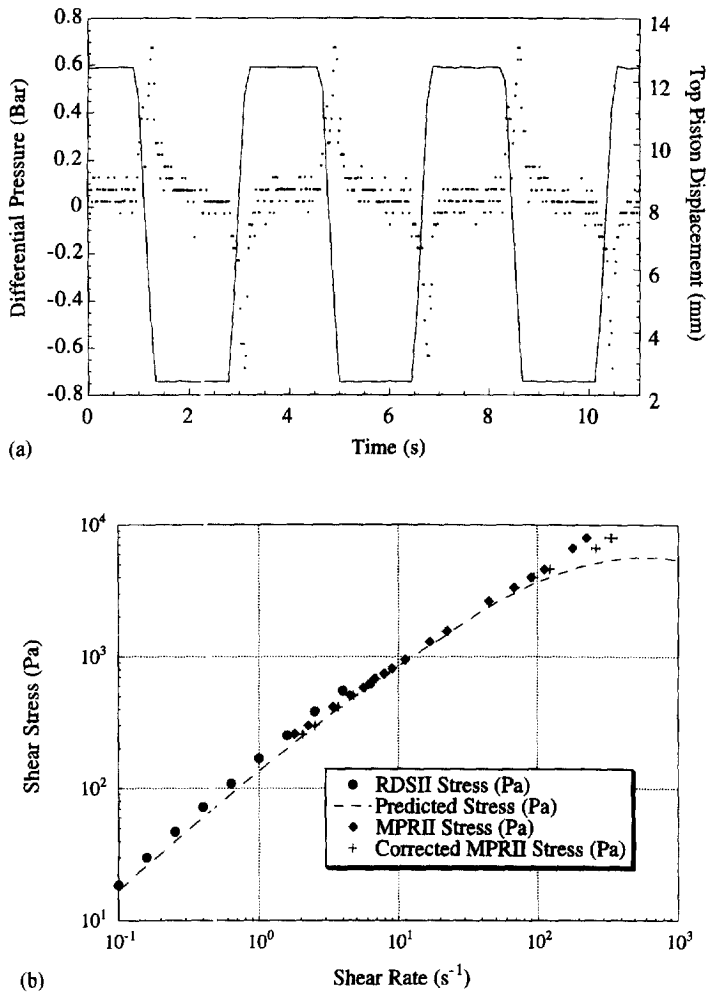 0.8
0.6
0.4
0.2
0
-0.2
-0.4
-0.6
-0.8
Differential Pressure (Bar)
14
12
10
8
6
4
2
Top Piston Displacement (mm)
0 2 4 6 8 10
Time (s)
(a)
10^4
10^3
10^2
10^1
Shear Stress (Pa)
RDSII Stress (Pa)
Predicted Stress (Pa)
MPRII Stress (Pa)
Corrected MPRII Stress (Pa)
10^-1 10^0 10^1 10^2 10^3
Shear Rate (s^-1)
(b)